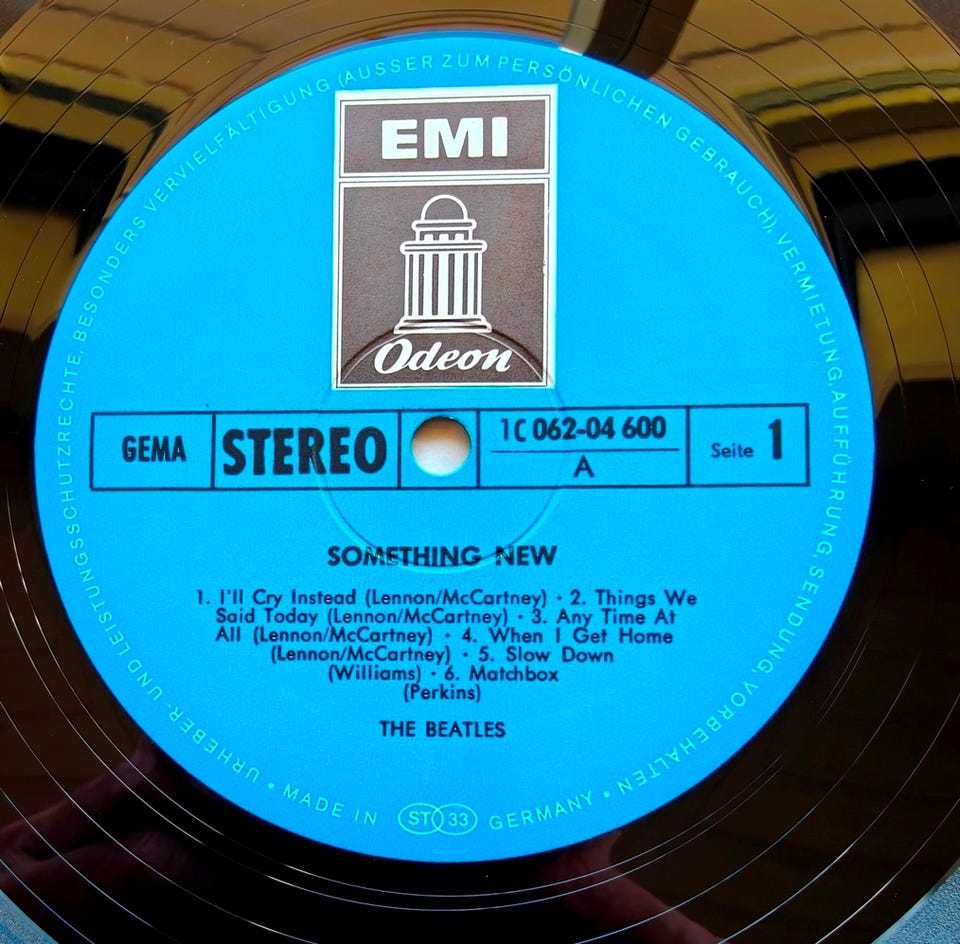 EMI
Odeon
GEMA
STEREO
1C 062-04 600
A
Seite 1
SOMETHING NEW
1. I'll Cry Instead (Lennon/McCartney) · 2. Things We
Said Today (Lennon/McCartney) · 3. Any Time At
All (Lennon/McCartney) · 4. When I Get Home
(Lennon/McCartney) · 5. Slow Down
(Williams) · 6. Matchbox
(Perkins)
THE BEATLES
URHEBER- UND LEISTUNGSSCHUTZRECHTE, BESONDERS VERVIELFÄLTIGUNG (AUSSER ZUM PERSÖNLICHEN GEBRAUCH), VERMIETUNG, AUFFÜHRUNG, SENDUNG, VORBEHALTEN •
MADE IN ST 33 GERMANY •